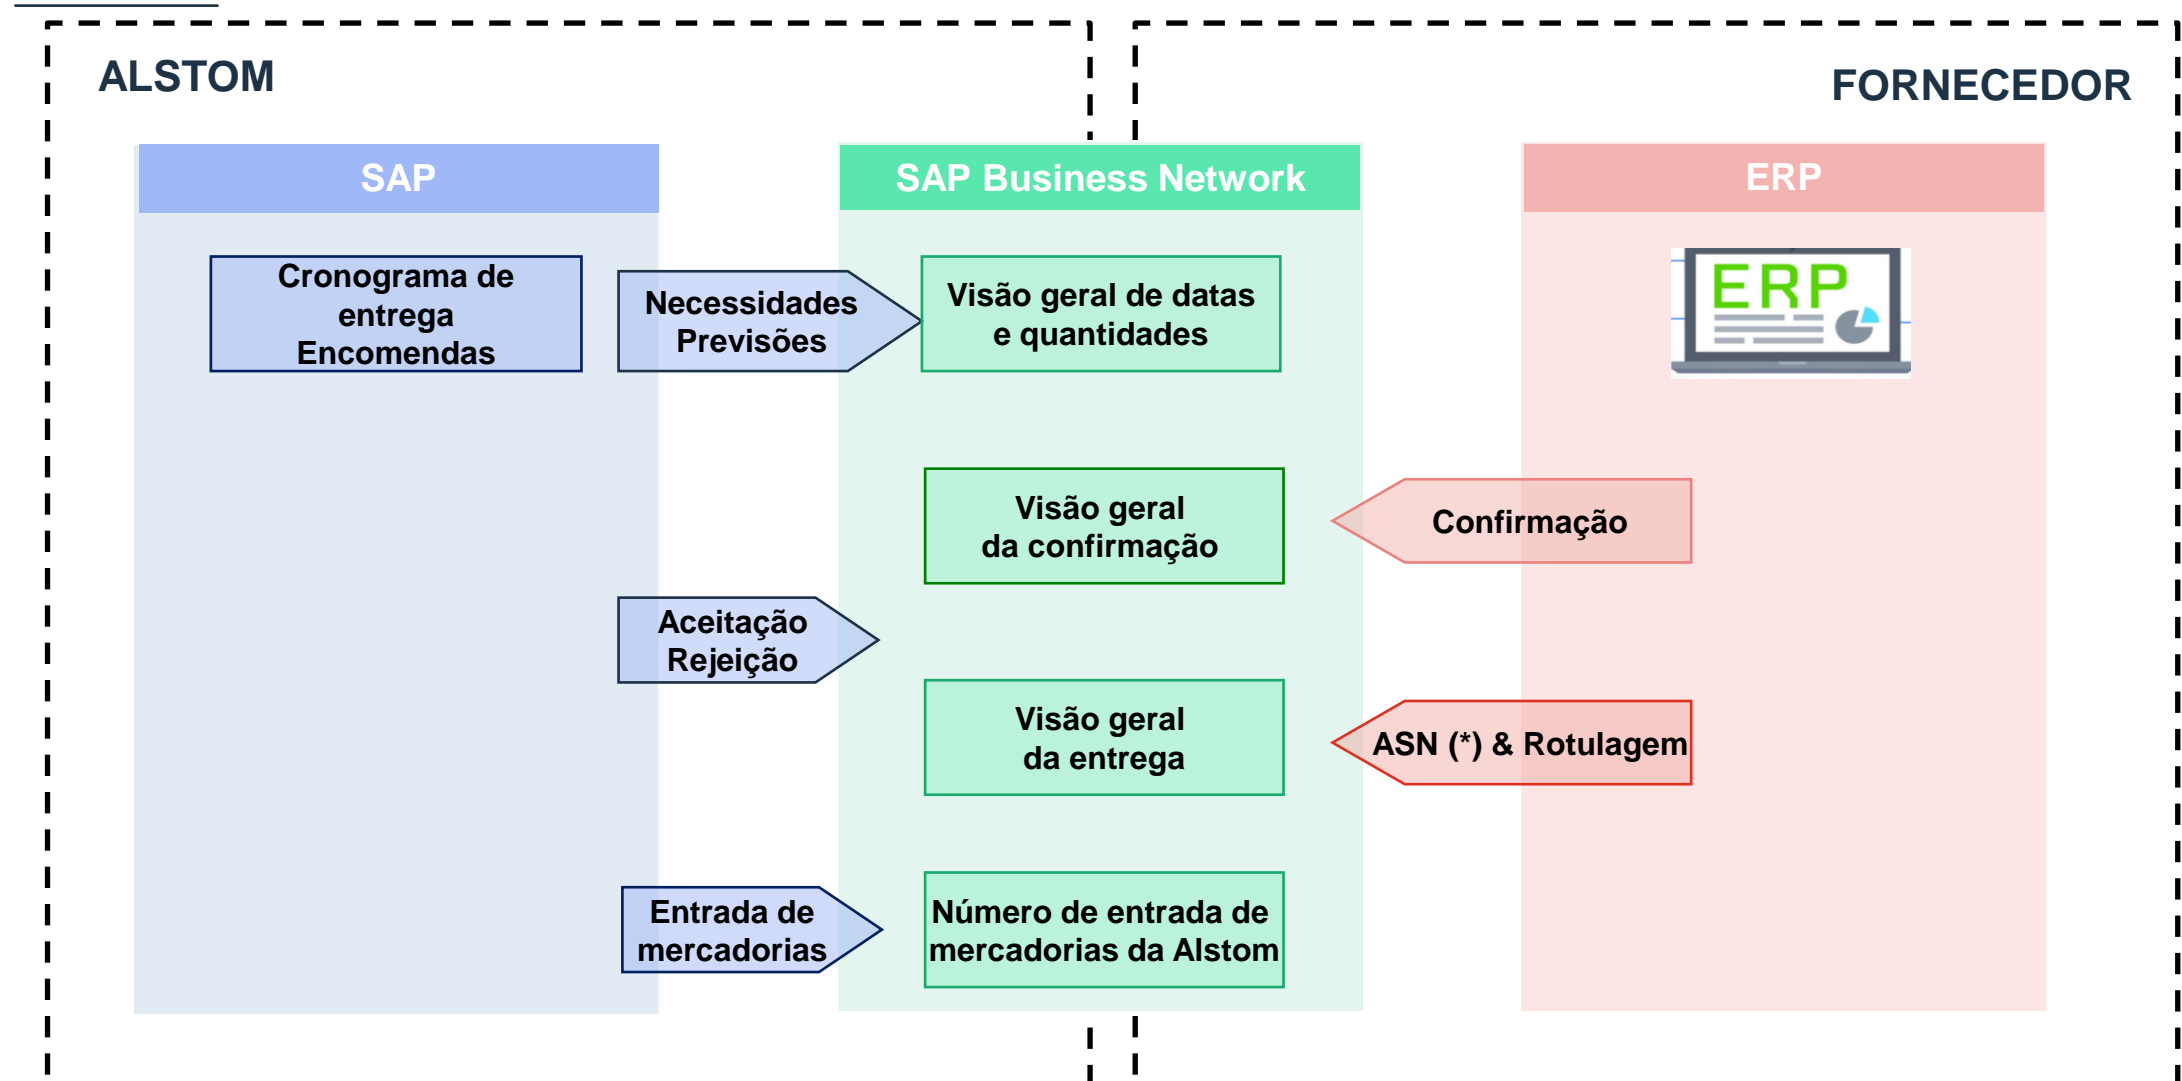 ALSTOM
FORNECEDOR
SAP
SAP Business Network
ERP
Cronograma de
entrega
Encomendas
Necessidades
Previsões
Visão geral de datas
e quantidades
ERP
Visão geral
da confirmação
Confirmação
Aceitação
Rejeição
Visão geral
da entrega
ASN (*) & Rotulagem
Entrada de
mercadorias
Número de entrada de
mercadorias da Alstom